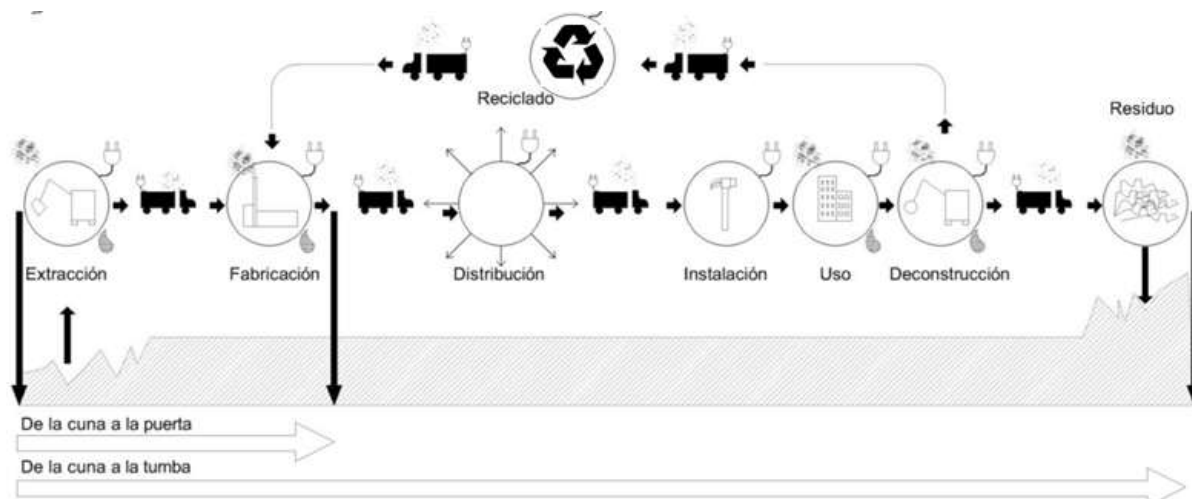 Reciclado
Residuo
Extracción
Fabricación
Distribución
Instalación
Uso
Deconstrucción
De la cuna a la puerta
De la cuna a la tumba